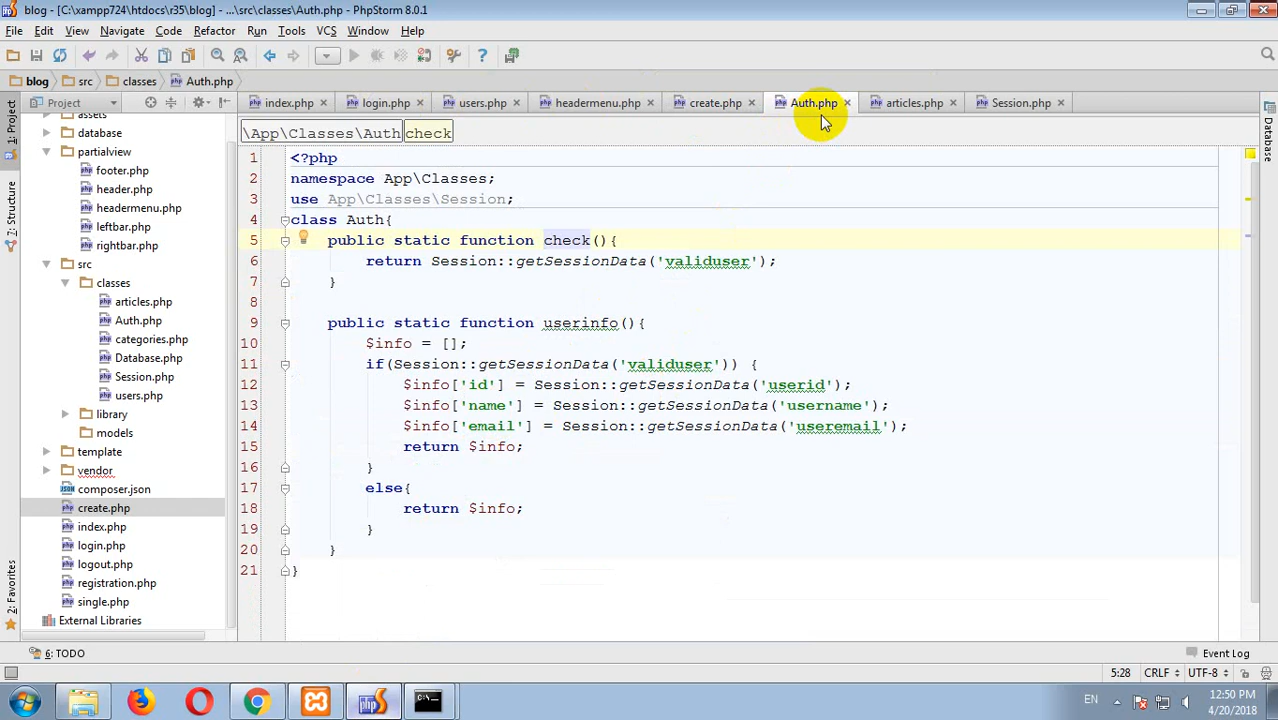 blog - [C:\xampp724\htdocs\r35\blog] - ...\src\classes\Auth.php - PhpStorm 8.0.1
File Edit View Navigate Code Refactor Run Tools VCS Window Help
blog src classes Auth.php
Project
index.php login.php users.php headermenu.php create.php Auth.php articles.php Session.php
\App\Classes\Auth check
1: Project
7: Structure
2: Favorites
Database
assets
database
partialview
footer.php
header.php
headermenu.php
leftbar.php
rightbar.php
src
classes
articles.php
Auth.php
categories.php
Database.php
Session.php
users.php
library
models
template
vendor
composer.json
create.php
index.php
login.php
logout.php
registration.php
single.php
External Libraries
1 <?php
2 namespace App\Classes;
3 use App\Classes\Session;
4 class Auth{
5 public static function check(){
6 return Session::getSessionData('validuser');
7 }
8
9 public static function userinfo(){
10 $info = [];
11 if(Session::getSessionData('validuser')) {
12 $info['id'] = Session::getSessionData('userid');
13 $info['name'] = Session::getSessionData('username');
14 $info['email'] = Session::getSessionData('useremail');
15 return $info;
16 }
17 else{
18 return $info;
19 }
20 }
21 }
6: TODO
Event Log
5:28 CRLF UTF-8
EN
12:50 PM
4/20/2018